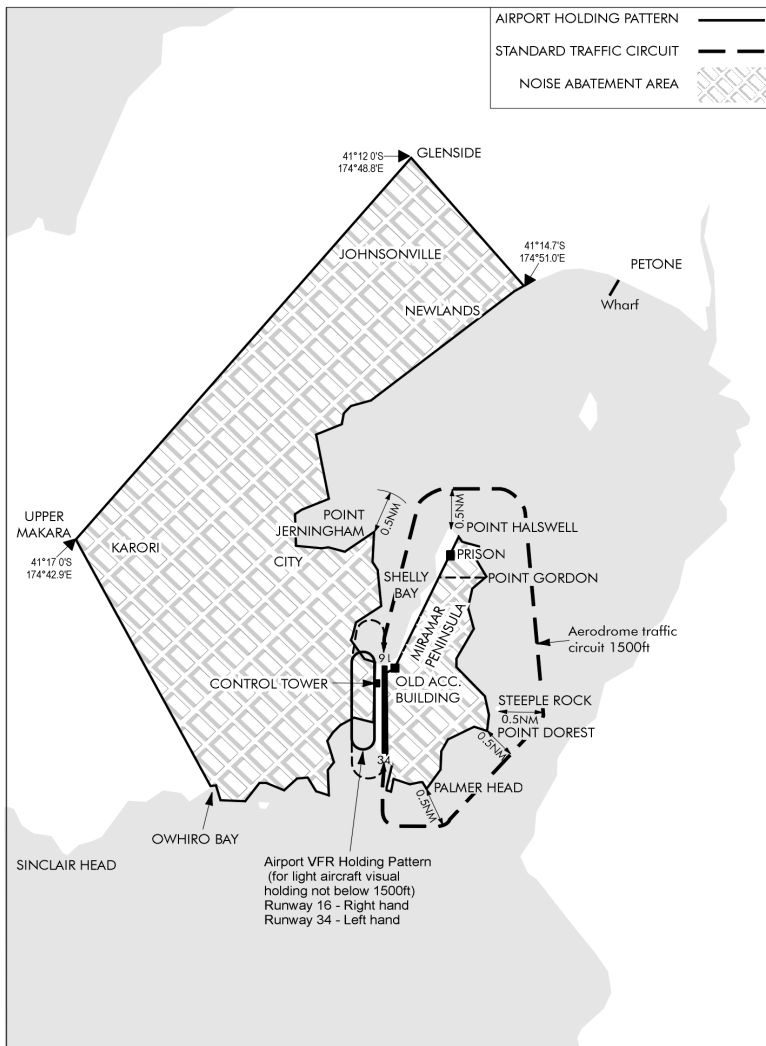 AIRPORT HOLDING PATTERN
STANDARD TRAFFIC CIRCUIT
NOISE ABATEMENT AREA
41°12 0'S
174°48.8'E
GLENSIDE
JOHNSONVILLE
41°14.7'S
174°51.0'E
PETONE
Wharf
NEWLANDS
UPPER
MAKARA
41°17 0'S
174°42.9'E
KARORI
POINT
JERNINGHAM
0.5NM
CITY
0.5NM
POINT HALSWELL
PRISON
SHELLY
BAY
POINT GORDON
MIRAMAR
PENINSULA
Aerodrome traffic
circuit 1500ft
16
CONTROL TOWER
OLD ACC.
BUILDING
STEEPLE ROCK
0.5NM
POINT DOREST
0.5NM
34
PALMER HEAD
0.5NM
OWHIRO BAY
SINCLAIR HEAD
Airport VFR Holding Pattern
(for light aircraft visual
holding not below 1500ft)
Runway 16 - Right hand
Runway 34 - Left hand